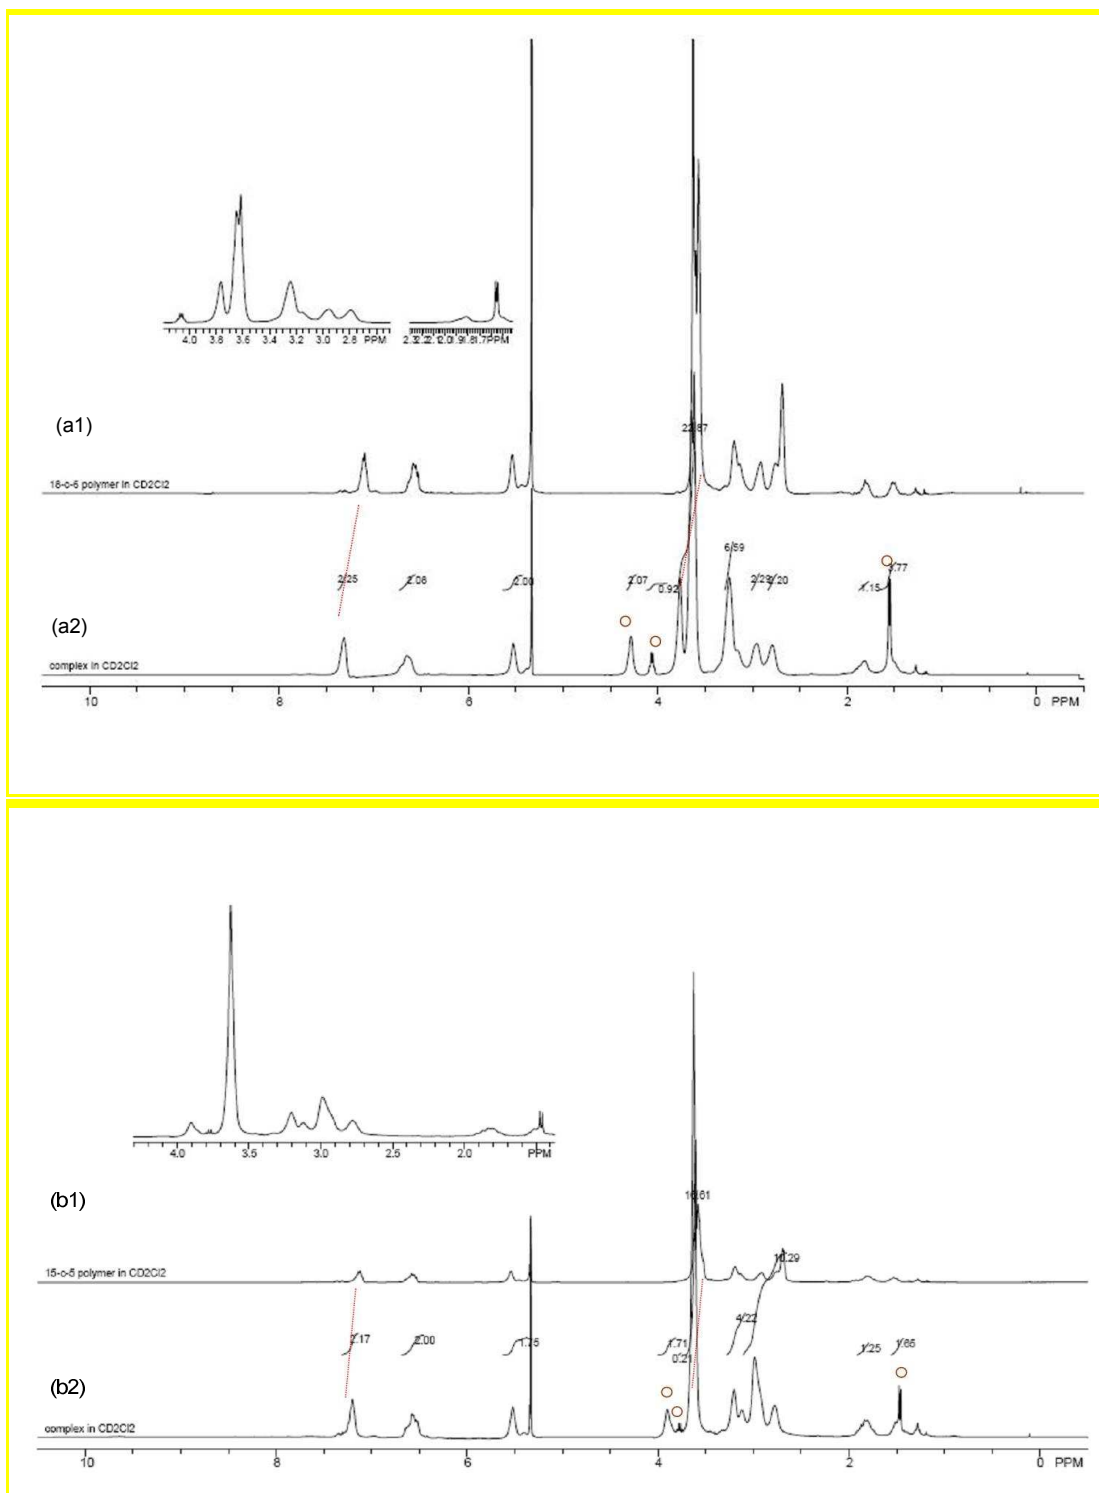 4.0 3.8 3.6 3.4 3.2 3.0 2.8 PPM
(a1)
22.87
18-c-6 polymer in CD2Cl2
2.25 2.08 2.00 2.07 0.92 6.59 2.29 2.20 1.15 3.77
(a2)
complex in CD2Cl2
10 8 6 4 2 0 PPM
4.0 3.5 3.0 2.5 2.0 PPM
(b1)
15-c-5 polymer in CD2Cl2
2.17 2.00 1.75 1.71 0.21 4.22 1.25 1.65
(b2)
complex in CD2Cl2
10 8 6 4 2 0 PPM